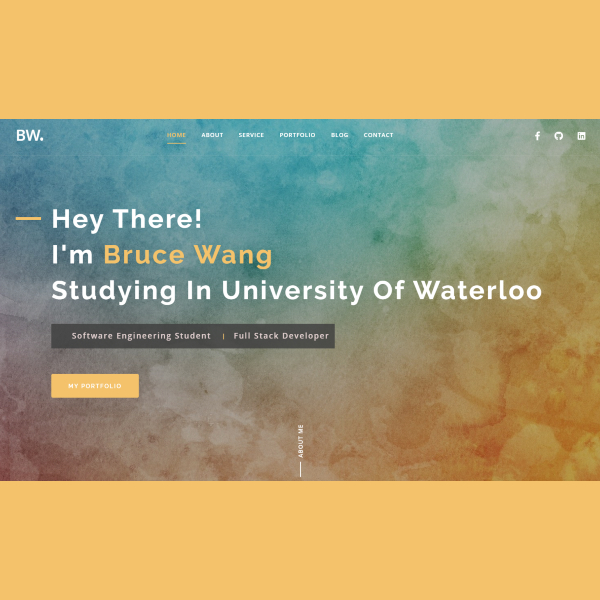 BW.
HOME ABOUT SERVICE PORTFOLIO BLOG CONTACT
Hey There!
I'm Bruce Wang
Studying In University Of Waterloo
Software Engineering Student | Full Stack Developer
MY PORTFOLIO
ABOUT ME